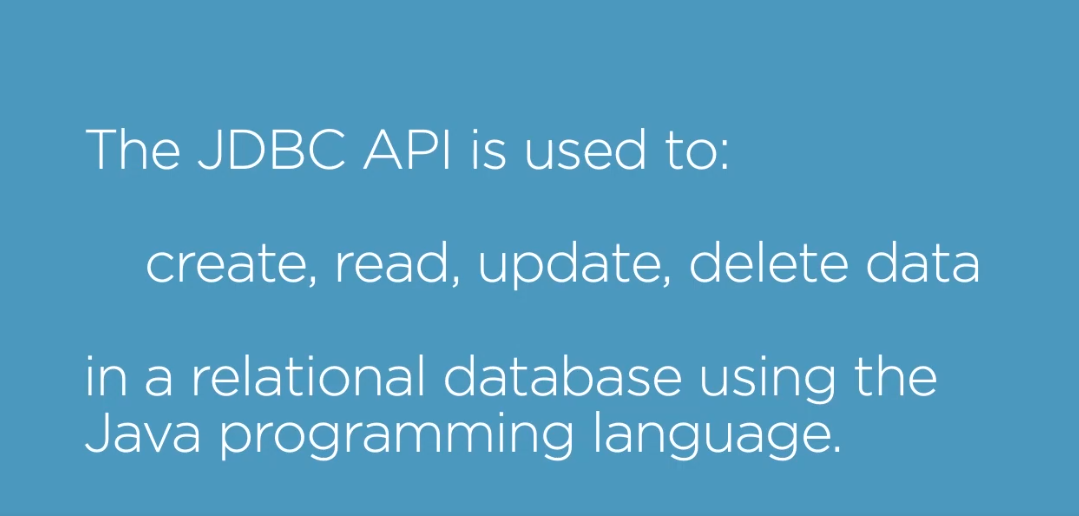 The JDBC API is used to:
create, read, update, delete data
in a relational database using the
Java programming language.